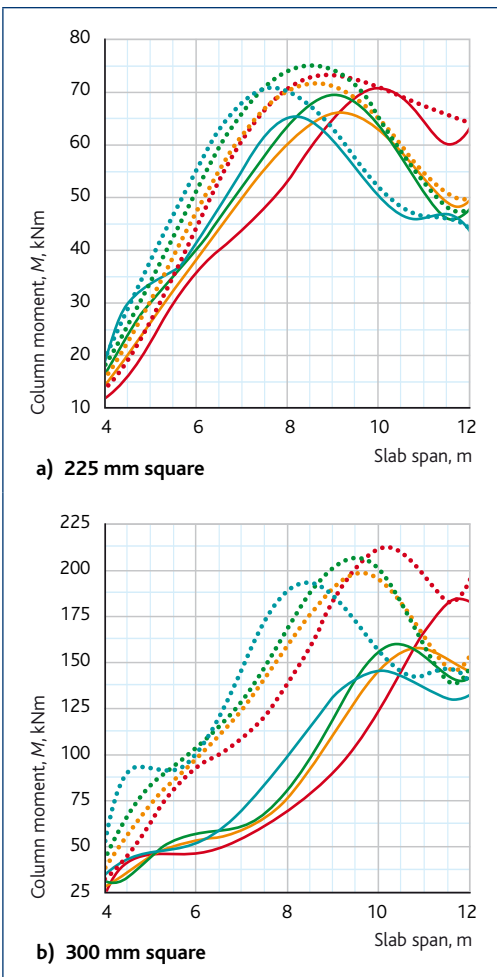 80
70
60
50
40
30
20
10
Column moment, M, kNm
4 6 8 10 12
Slab span, m
a) 225 mm square
225
200
175
150
125
100
75
50
25
Column moment, M, kNm
4 6 8 10 12
Slab span, m
b) 300 mm square